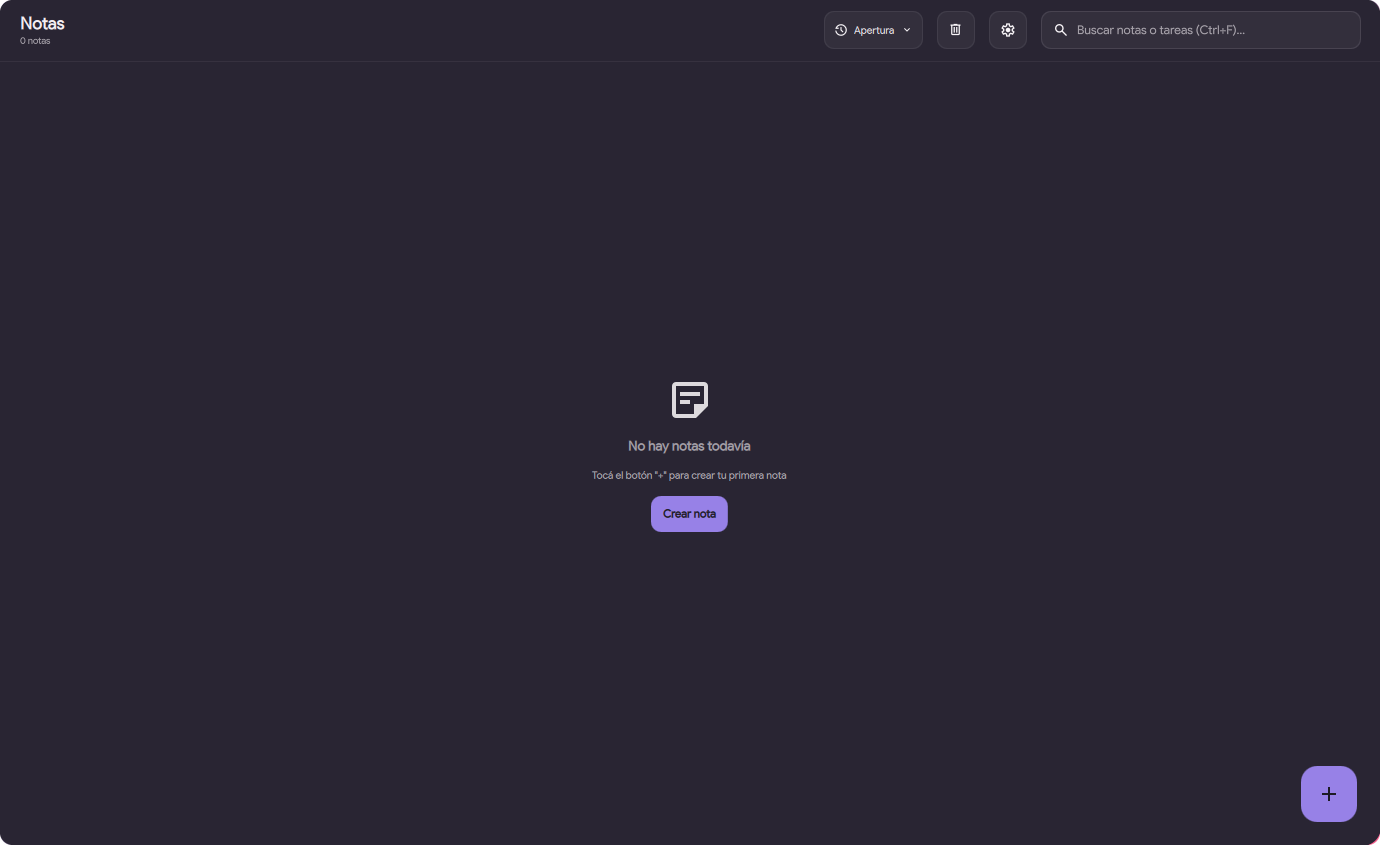 Notas
0 notas
Apertura
Buscar notas o tareas (Ctrl+F)...
No hay notas todavía
Tocá el botón "+" para crear tu primera nota
Crear nota
+